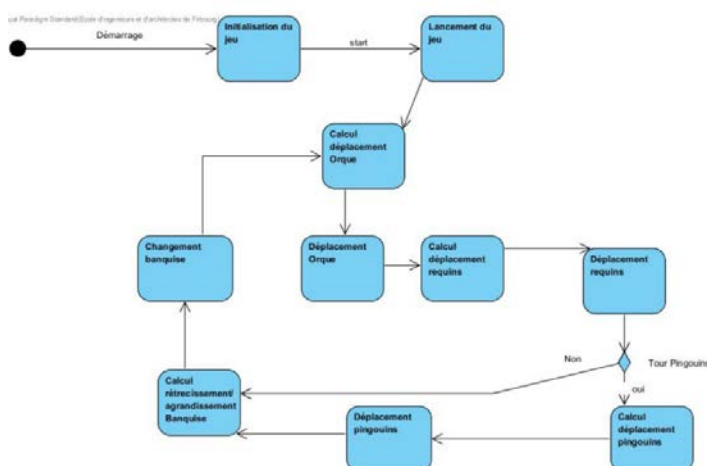 ual Paradigm Standard(Ecole d'ingenieurs et d'architectes de Fribourg
Démarrage
Initialisation du
jeu
start
Lancement du
jeu
Calcul
déplacement
Orque
Changement
banquise
Déplacement
Orque
Calcul
déplacement
requins
Déplacement
requins
Non
Tour Pingouins
oui
Calcul
rétrecissement/
agrandissement
Banquise
Déplacement
pingouins
Calcul
déplacement
pingouins